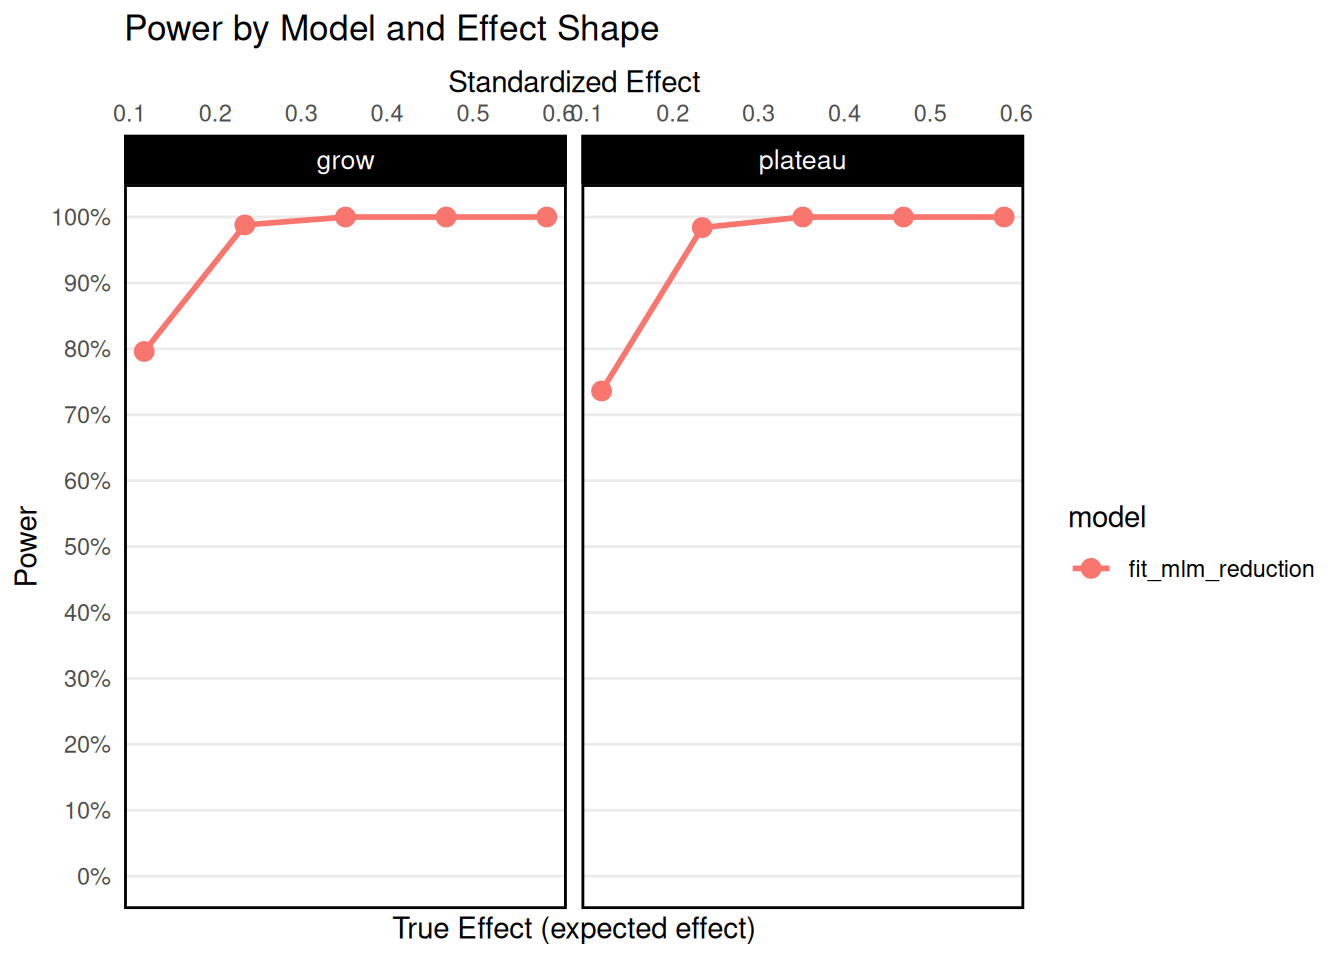 Power by Model and Effect Shape
Standardized Effect
0.1 0.2 0.3 0.4 0.5 0.6 0.1 0.2 0.3 0.4 0.5 0.6
grow plateau
100%
90%
80%
70%
60%
50%
40%
30%
20%
10%
0%
Power
True Effect (expected effect)
model
fit_mlm_reduction